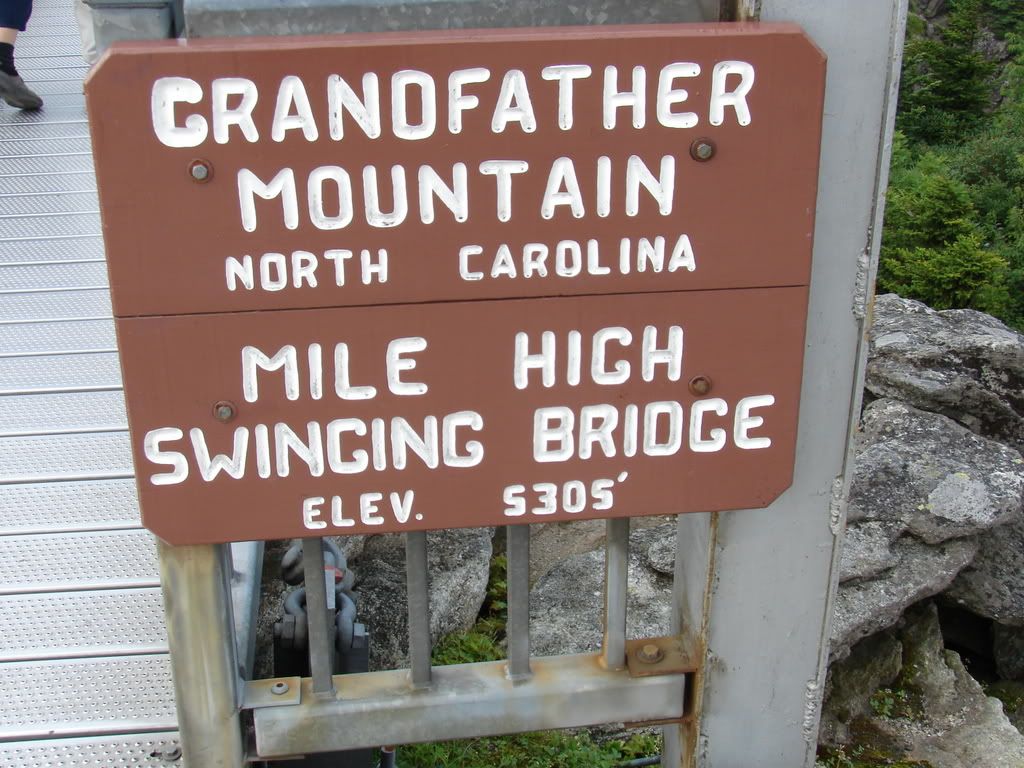 GRANDFATHER
MOUNTAIN
NORTH CAROLINA
MILE HIGH
SWINGING BRIDGE
ELEV. 5305'